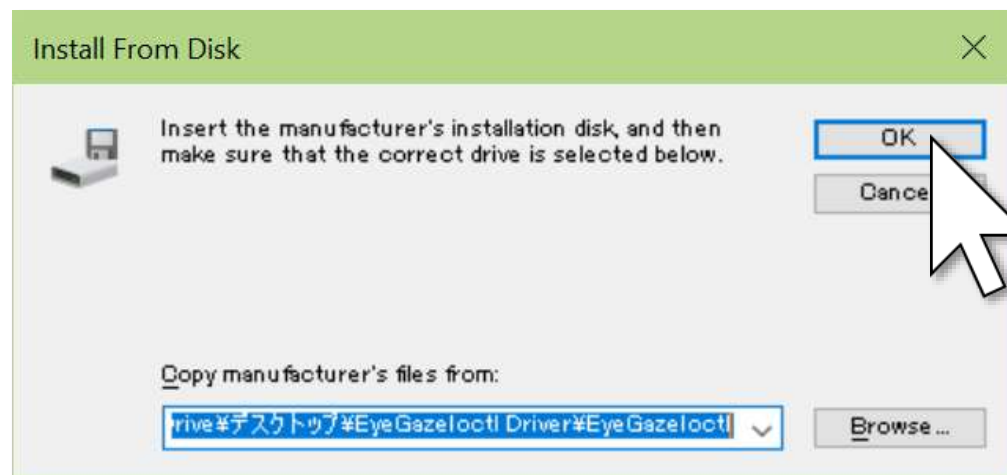 Install From Disk
Insert the manufacturer's installation disk, and then
make sure that the correct drive is selected below.
OK
Cance
Copy manufacturer's files from:
rive¥デスクトップ¥EyeGazeIoctl Driver¥EyeGazeIoctl
Browse...